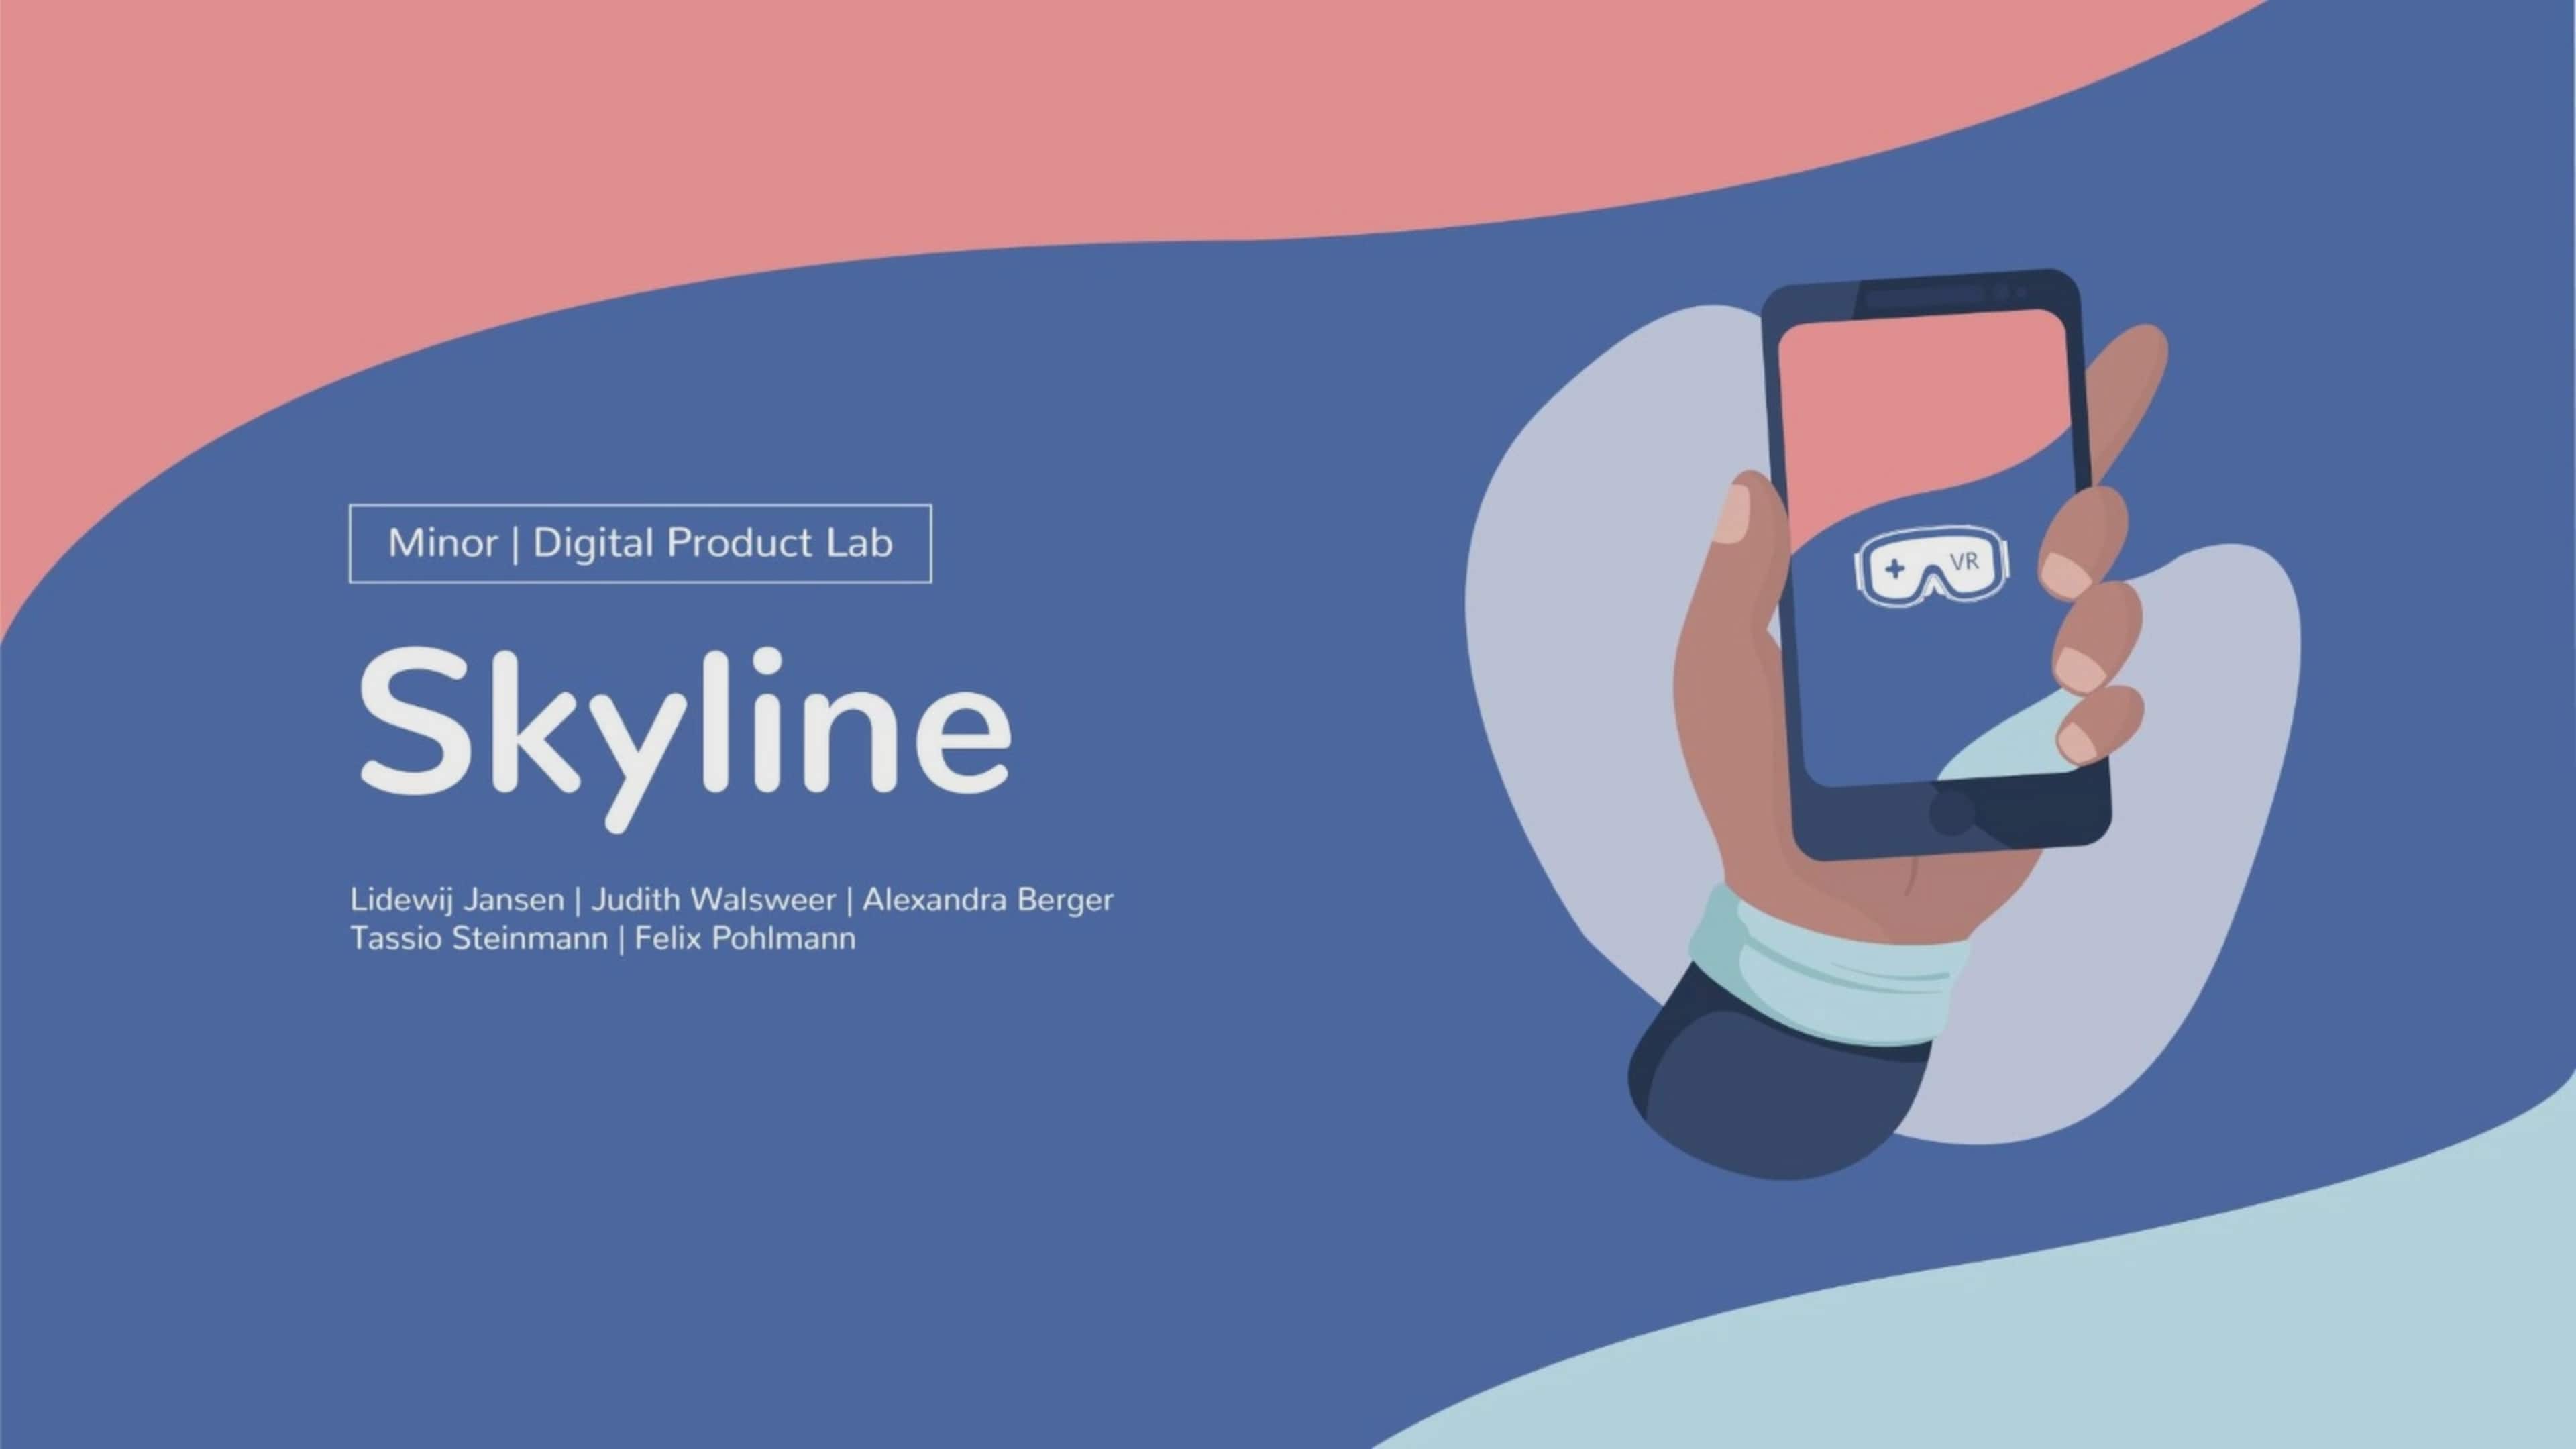 Minor | Digital Product Lab
Skyline
Lidewij Jansen | Judith Walsweer | Alexandra Berger
Tassio Steinmann | Felix Pohlmann
VR